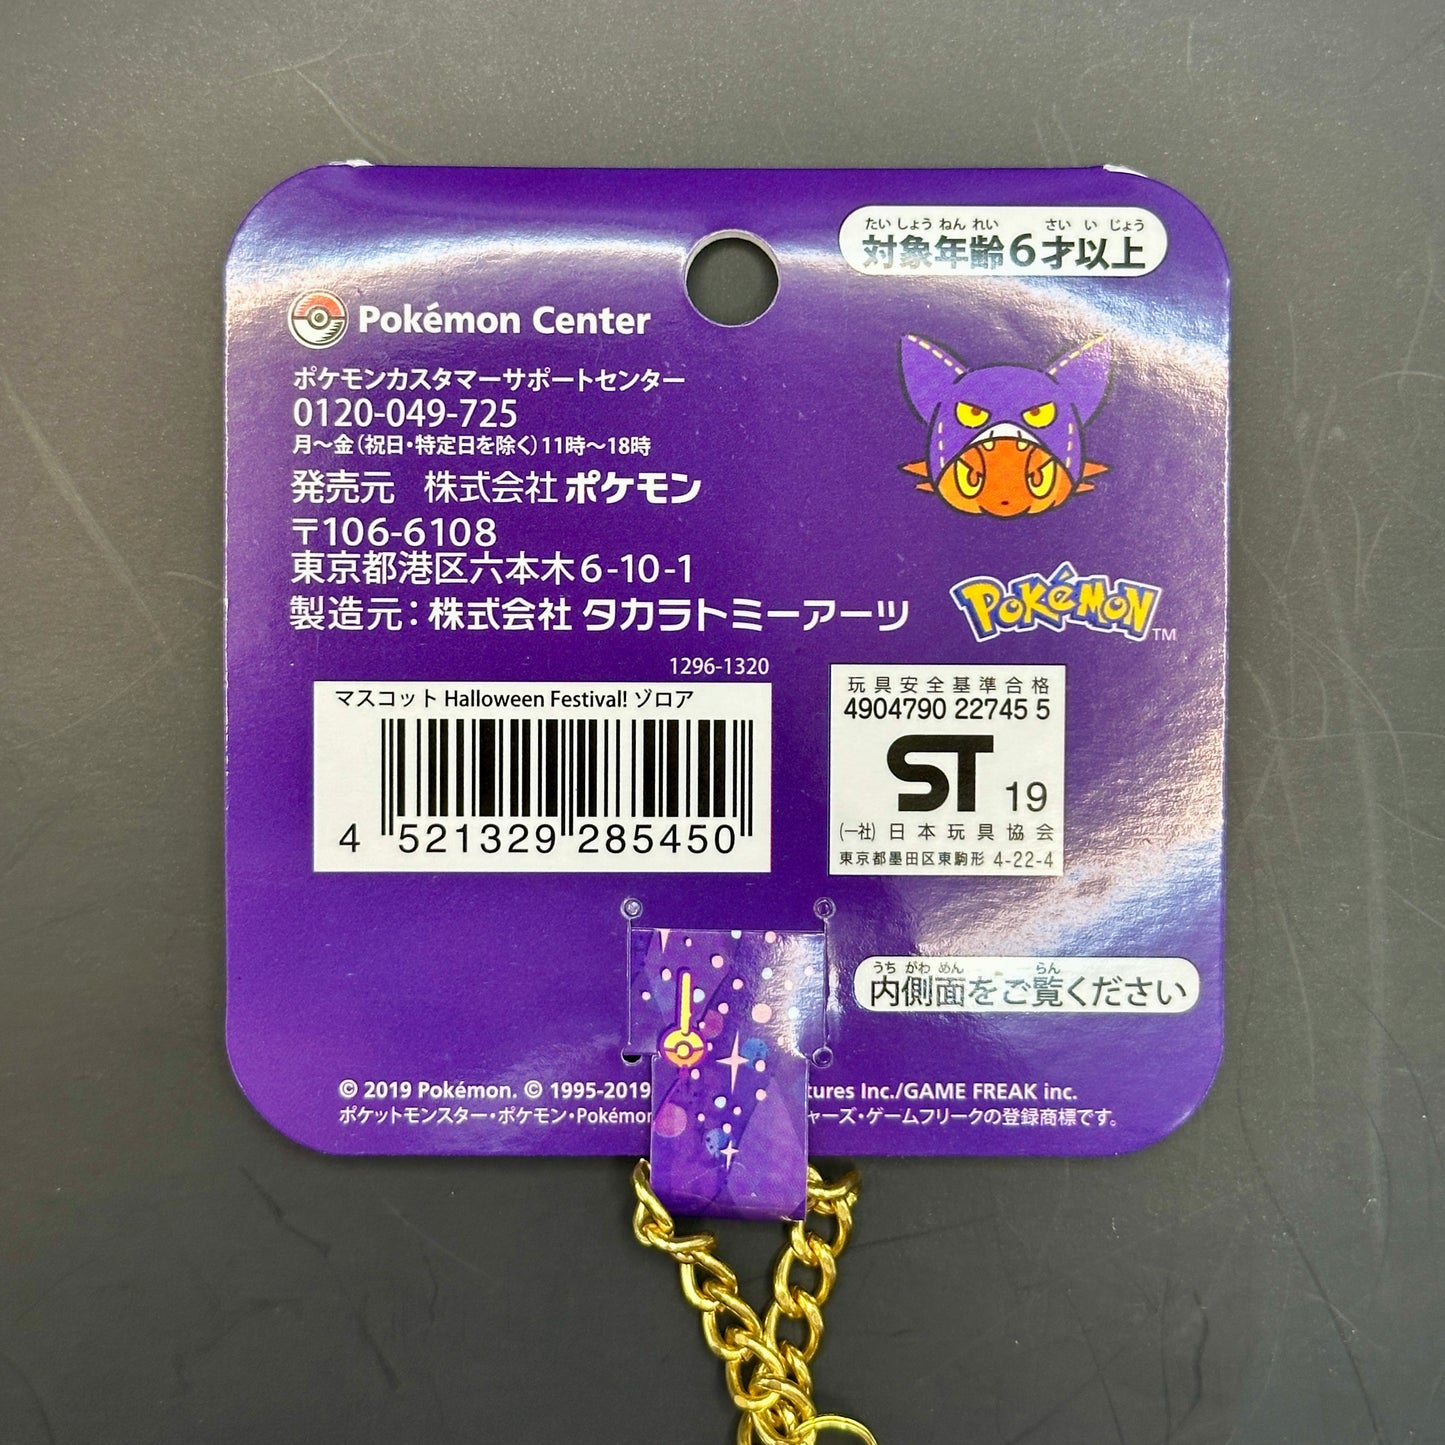 たいしょうねんれい さいいじょう
対象年齢6才以上
Pokémon Center
ポケモンカスタマーサポートセンター
0120-049-725
月～金(祝日・特定日を除く)11時～18時
発売元 株式会社ポケモン
〒106-6108
東京都港区六本木6-10-1
製造元：株式会社 タカラトミーアーツ
POKÉMON TM
1296-1320
マスコット Halloween Festival! ゾロア
4 521329 285450
玩具安全基準合格
4904790 22745 5
ST 19
(一社)日本玩具協会
東京都墨田区東駒形 4-22-4
うちがわめん らん
内側面をご覧ください
© 2019 Pokémon. © 1995-2019 tures Inc./GAME FREAK inc.
ポケットモンスター・ポケモン・Pokémon ャーズ・ゲームフリークの登録商標です。